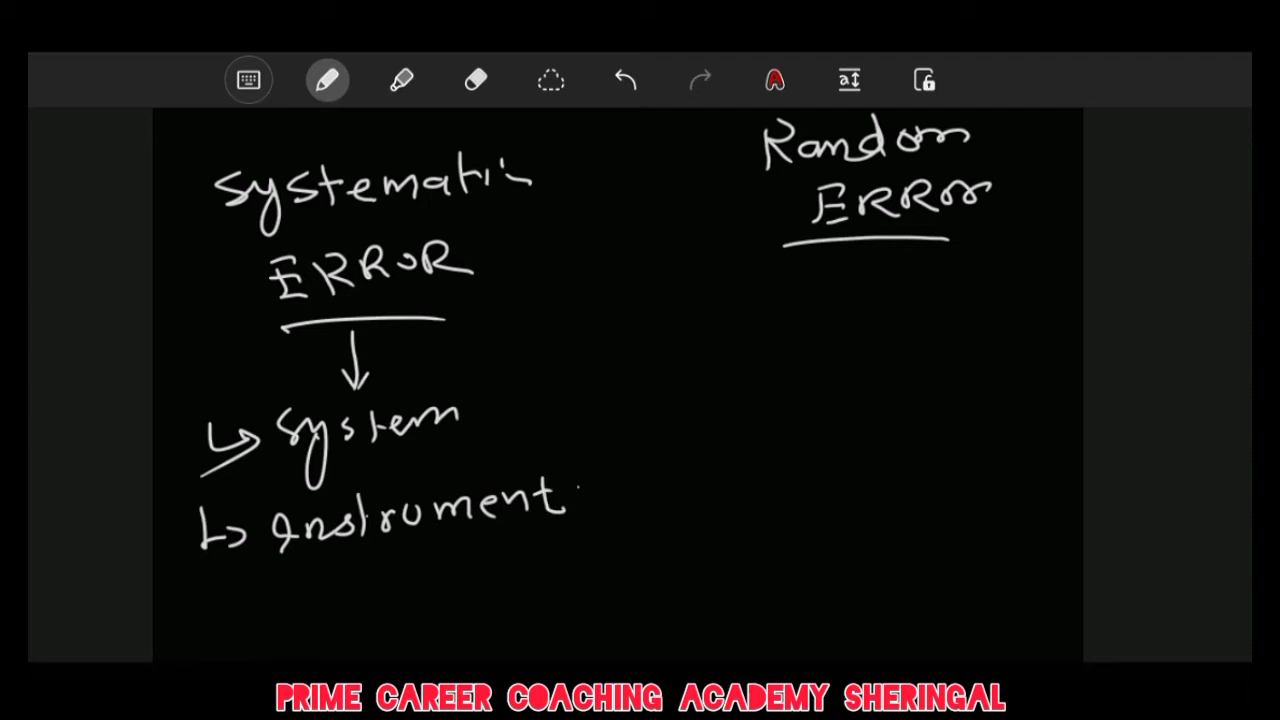 Systematic
ERROR
Random
ERRor
↳ System
↳ Instrument
PRIME CAREER COACHING ACADEMY SHERINGAL